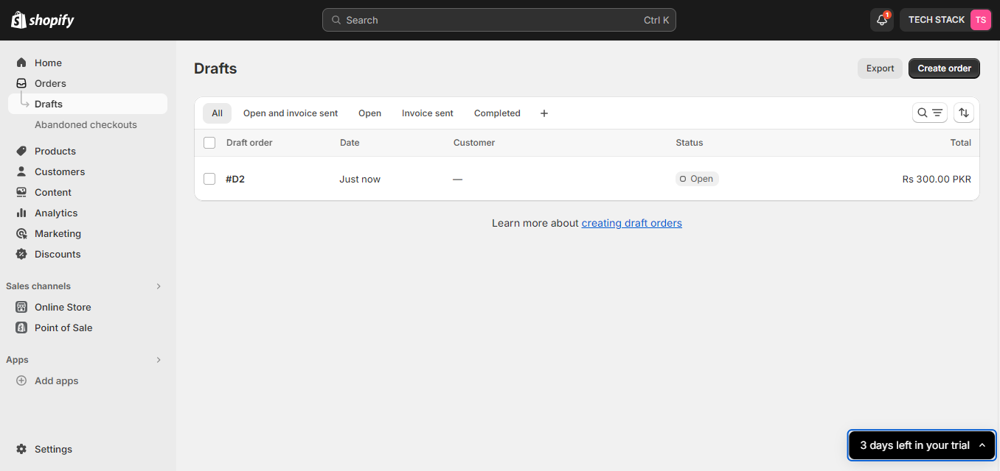 shopify
Search Ctrl K
1
TECH STACK TS
Home
Orders
Drafts
Abandoned checkouts
Products
Customers
Content
Analytics
Marketing
Discounts
Sales channels
Online Store
Point of Sale
Apps
Add apps
Settings
Drafts
Export Create order
All Open and invoice sent Open Invoice sent Completed
Draft order Date Customer Status Total
#D2 Just now — Open Rs 300.00 PKR
Learn more about creating draft orders
3 days left in your trial